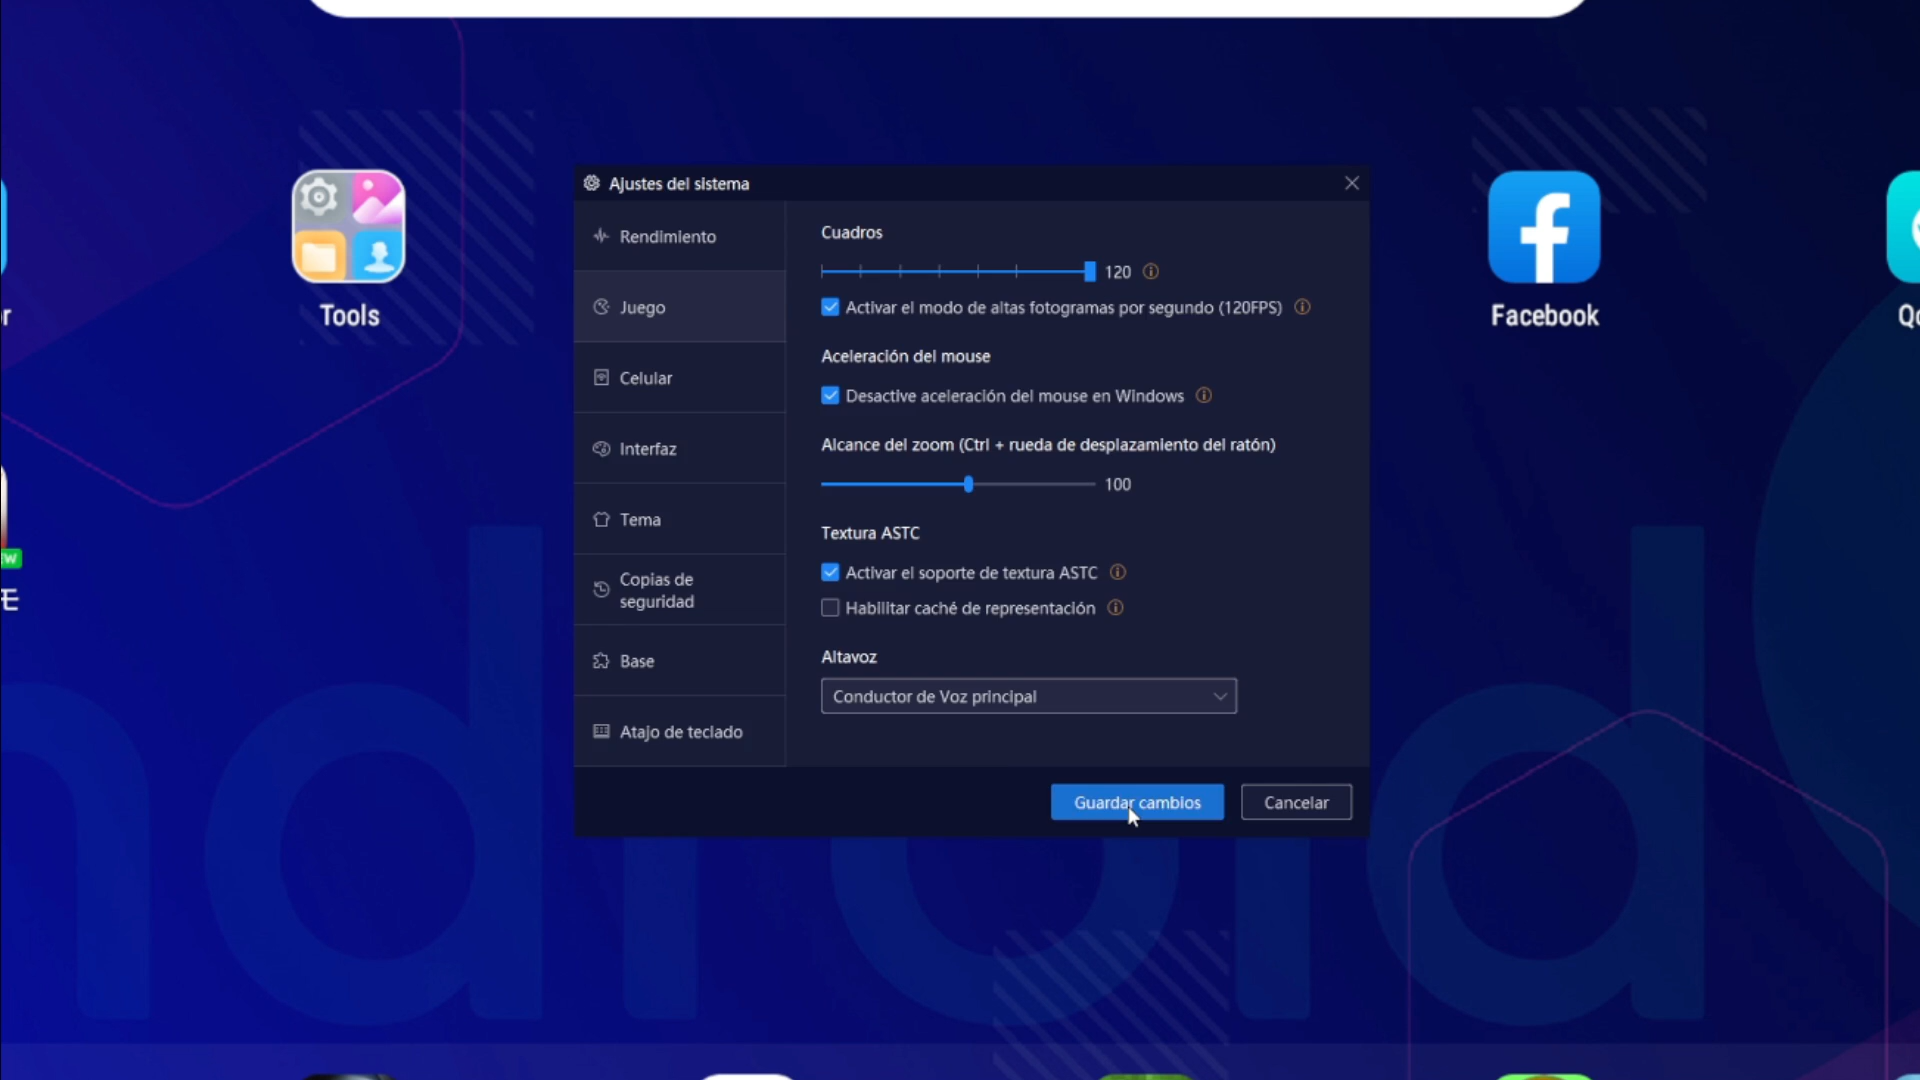 Ajustes del sistema
Rendimiento
Juego
Celular
Interfaz
Tema
Copias de
seguridad
Base
Atajo de teclado
Cuadros
120
Activar el modo de altas fotogramas por segundo (120FPS)
Aceleración del mouse
Desactive aceleración del mouse en Windows
Alcance del zoom (Ctrl + rueda de desplazamiento del ratón)
100
Textura ASTC
Activar el soporte de textura ASTC
Habilitar caché de representación
Altavoz
Conductor de Voz principal
Guardar cambios
Cancelar
Tools
Facebook
ndroid